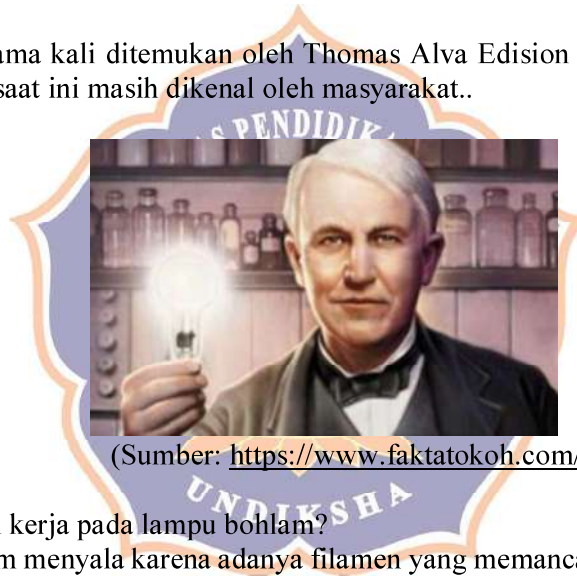 ama kali ditemukan oleh Thomas Alva Edision
saat ini masih dikenal oleh masyarakat..
S PENDIDIK
(Sumber: https://www.faktatokoh.com/
UNDIKSHA
kerja pada lampu bohlam?
m menyala karena adanya filamen yang memanca